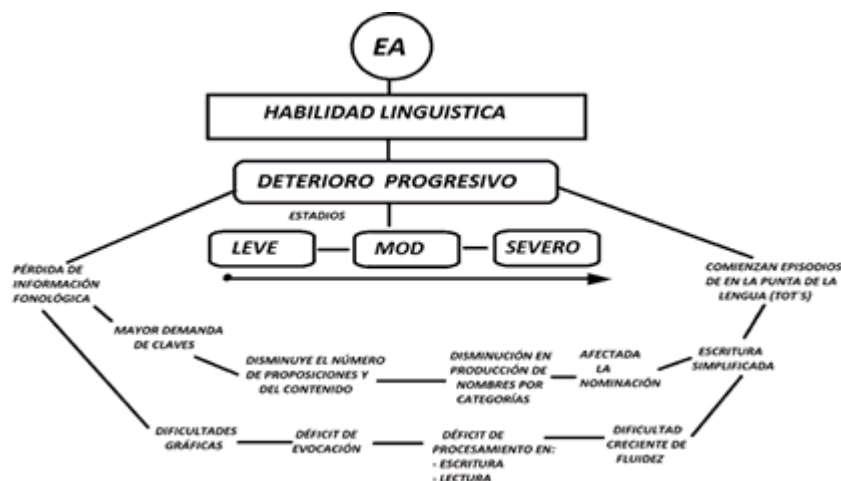 EA
HABILIDAD LINGUISTICA
DETERIORO PROGRESIVO
ESTADIOS
LEVE
MOD
SEVERO
PÉRDIDA DE
INFORMACIÓN
FONOLÓGICA
COMIENZAN EPISODIOS
DE EN LA PUNTA DE LA
LENGUA (TOT´S)
MAYOR DEMANDA
DE CLAVES
DISMINUYE EL NÚMERO
DE PROPOSICIONES Y
DEL CONTENIDO
DISMINUCIÓN EN
PRODUCCIÓN DE
NOMBRES POR
CATEGORÍAS
AFECTADA
LA
NOMINACIÓN
ESCRITURA
SIMPLIFICADA
DIFICULTADES
GRÁFICAS
DÉFICIT DE
EVOCACIÓN
DÉFICIT DE
PROCESAMIENTO EN:
- ESCRITURA
- LECTURA
DIFICULTAD
CRECIENTE DE
FLUIDEZ